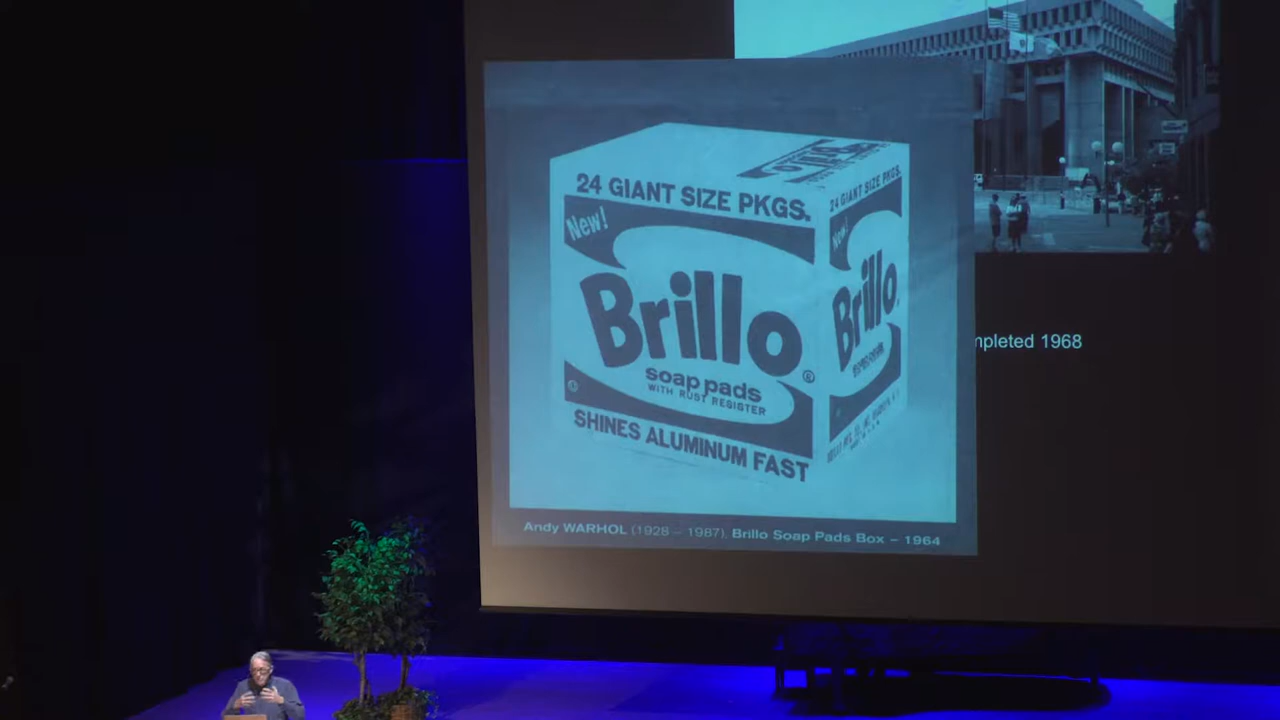 24 GIANT SIZE PKGS.
New!
Brillo
®
soap pads
WITH RUST RESISTER
SHINES ALUMINUM FAST
24 GIANT SIZE PKGS.
New!
Brillo
mpleted 1968
Andy WARHOL (1928 – 1987), Brillo Soap Pads Box – 1964